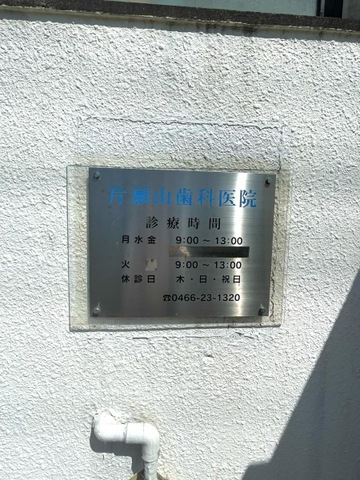 片瀬山歯科医院
診療時間
月水金 9:00～13:00
火 9:00～13:00
休診日 木・日・祝日
☎0466-23-1320